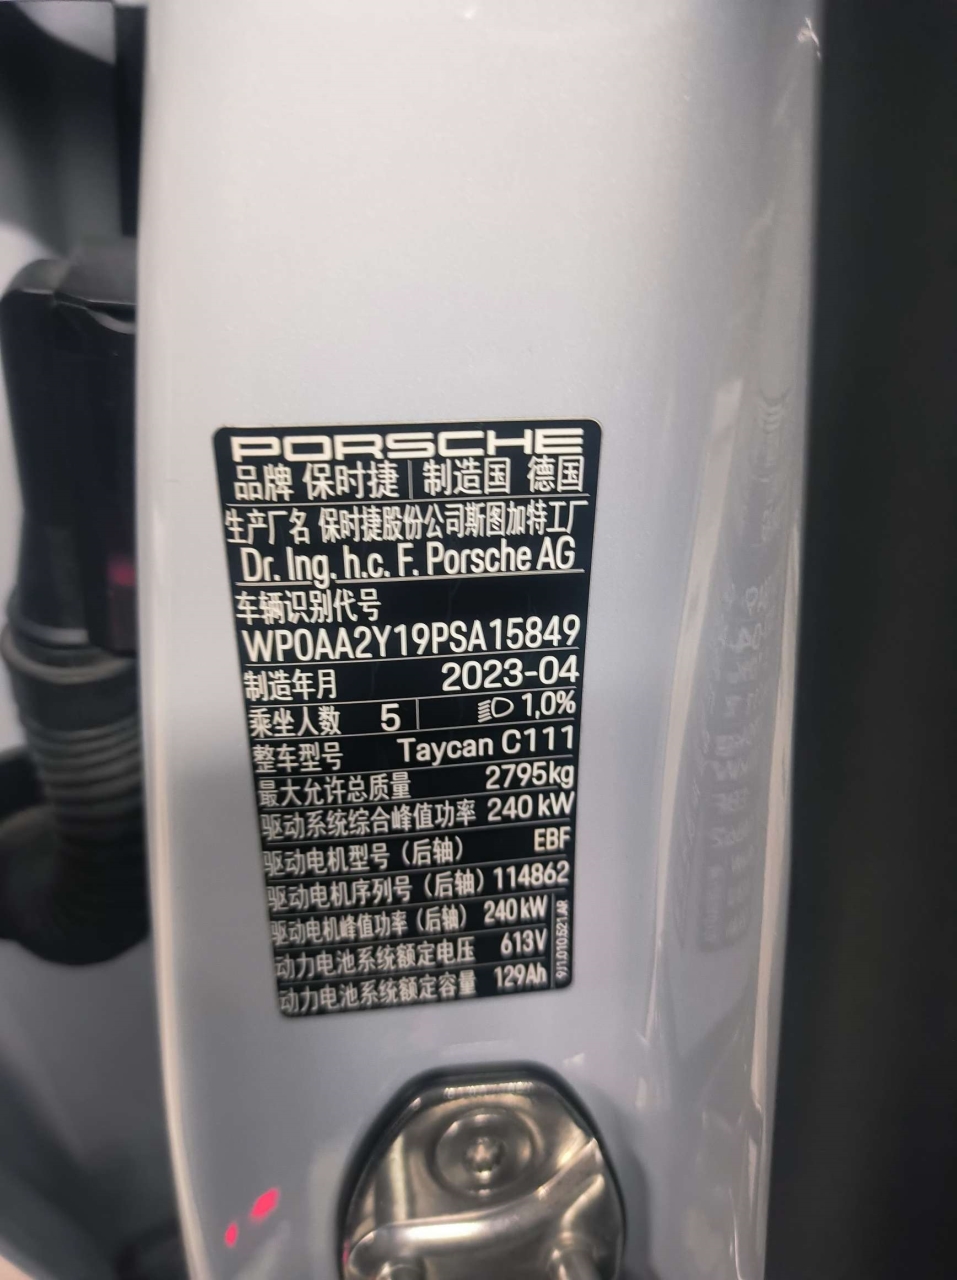 PORSCHE
品牌 保时捷 制造国 德国
生产厂名 保时捷股份公司斯图加特工厂
Dr. Ing. h.c. F. Porsche AG
车辆识别代号
WP0AA2Y19PSA15849
制造年月 2023-04
乘坐人数 5 1,0%
整车型号 Taycan C111
最大允许总质量 2795kg
驱动系统综合峰值功率 240 kW
驱动电机型号（后轴） EBF
驱动电机序列号（后轴） 114862
驱动电机峰值功率（后轴） 240 kW
动力电池系统额定电压 613V
动力电池系统额定容量 129Ah